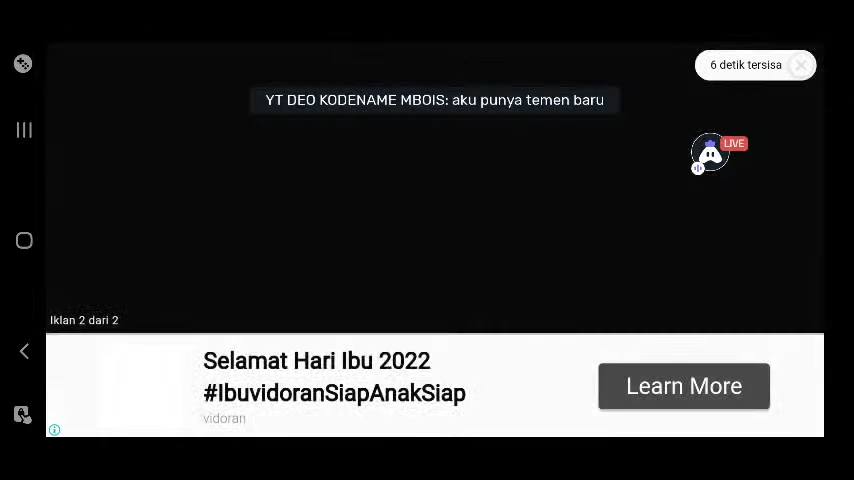 6 detik tersisa
YT DEO KODENAME MBOIS: aku punya temen baru
LIVE
Iklan 2 dari 2
Selamat Hari Ibu 2022
#IbuvidoranSiapAnakSiap
vidoran
Learn More